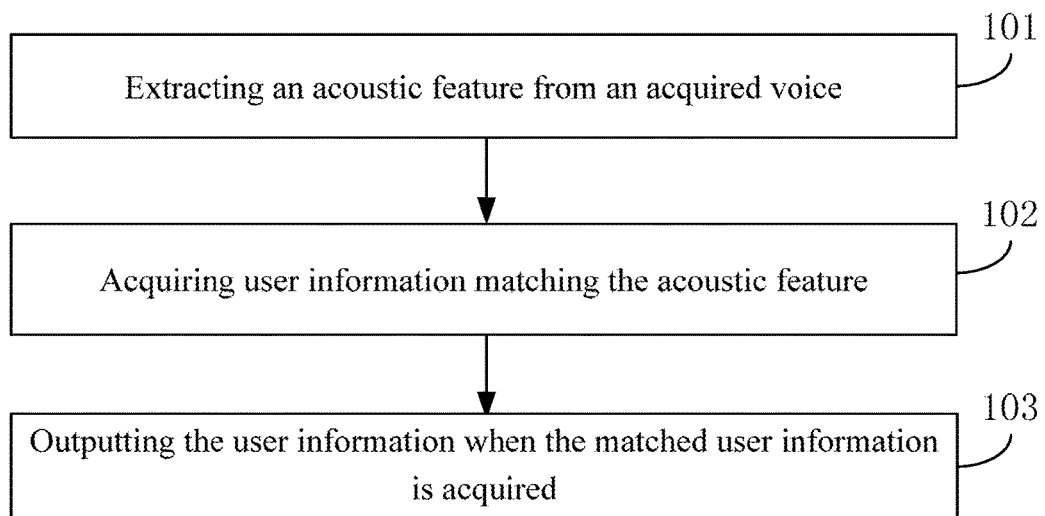 101
Extracting an acoustic feature from an acquired voice
102
Acquiring user information matching the acoustic feature
103
Outputting the user information when the matched user information
is acquired